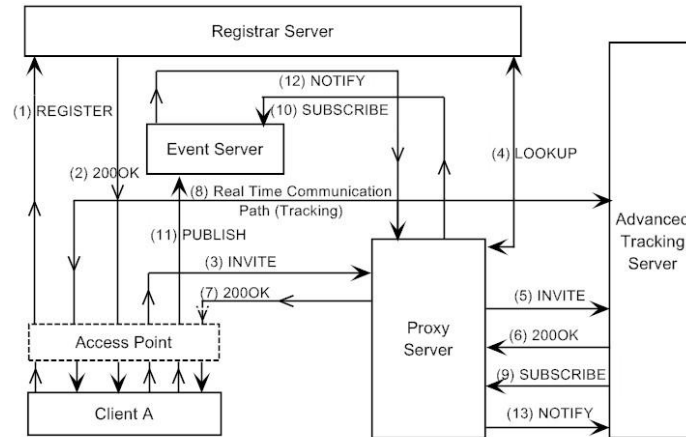 Registrar Server
(12) NOTIFY
(1) REGISTER
(10) SUBSCRIBE
Event Server
(4) LOOKUP
(2) 200OK
(8) Real Time Communication
Path (Tracking)
Advanced
Tracking
Server
(11) PUBLISH
(3) INVITE
(7) 200OK
(5) INVITE
Proxy
Server
(6) 200OK
Access Point
(9) SUBSCRIBE
Client A
(13) NOTIFY